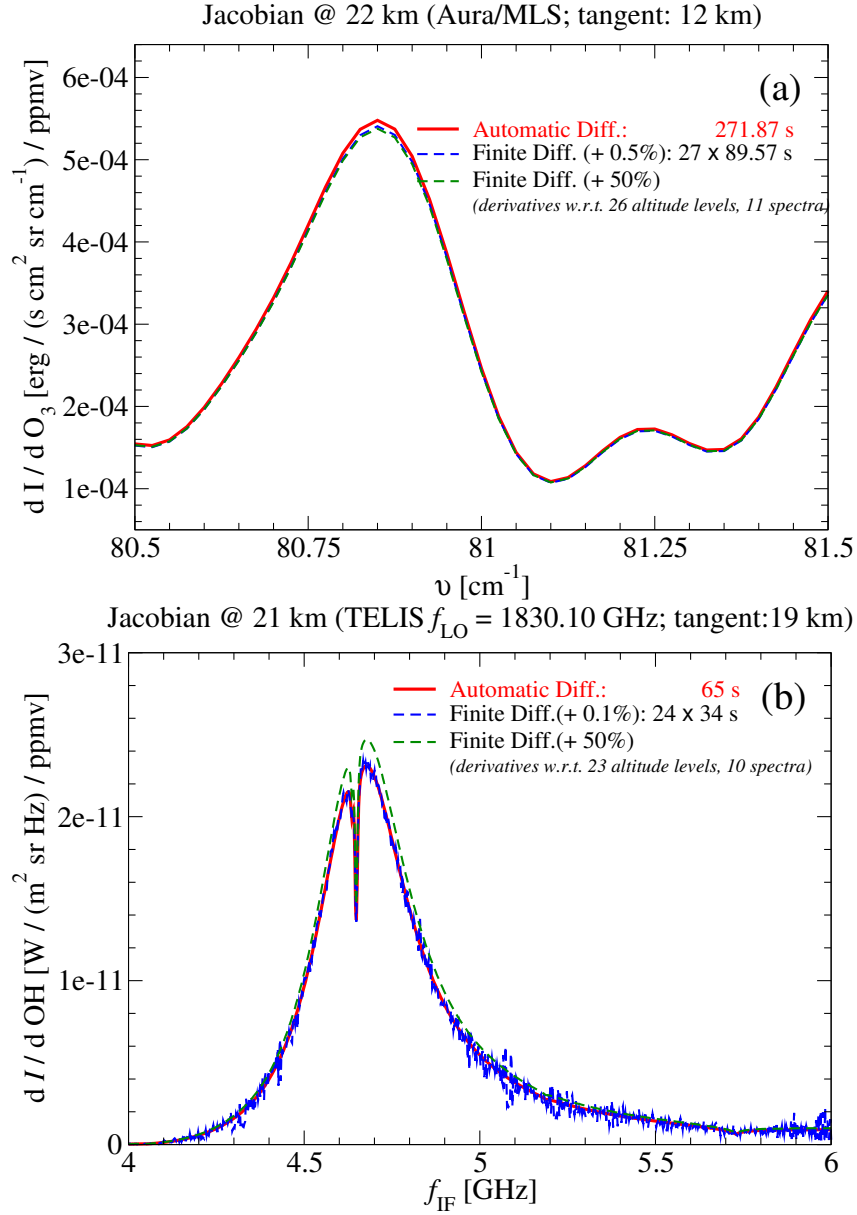 Jacobian @ 22 km (Aura/MLS; tangent: 12 km)
(a)
6e-04
5e-04
4e-04
3e-04
2e-04
1e-04
d I / d O3 [erg / (s cm² sr cm⁻¹) / ppmv]
Automatic Diff.: 271.87 s
Finite Diff. (+ 0.5%): 27 x 89.57 s
Finite Diff. (+ 50%)
(derivatives w.r.t. 26 altitude levels, 11 spectra)
80.5 80.75 81 81.25 81.5
υ [cm⁻¹]
Jacobian @ 21 km (TELIS fLO = 1830.10 GHz; tangent:19 km)
(b)
3e-11
2e-11
1e-11
0
d I / d OH [W / (m² sr Hz) / ppmv]
Automatic Diff.: 65 s
Finite Diff.(+ 0.1%): 24 x 34 s
Finite Diff.(+ 50%)
(derivatives w.r.t. 23 altitude levels, 10 spectra)
4 4.5 5 5.5 6
fIF [GHz]